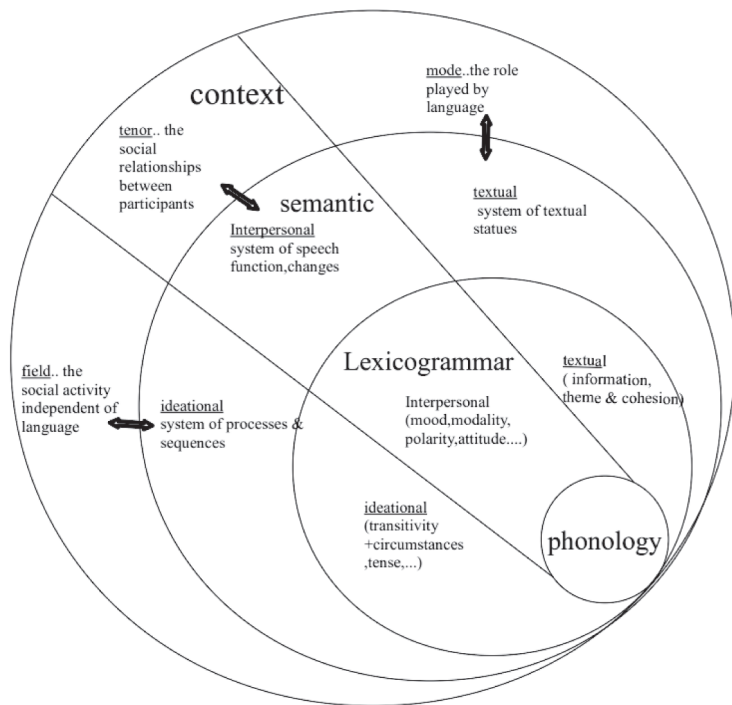 context
tenor.. the
social
relationships
between
participants
mode..the role
played by
language
semantic
Interpersonal
system of speech
function,changes
textual
system of textual
statues
field.. the
social activity
independent of
language
ideational
system of processes &
sequences
Lexicogrammar
Interpersonal
(mood,modality,
polarity,attitude....)
textual
( information,
theme & cohesion)
ideational
(transitivity
+circumstances
,tense,...)
phonology